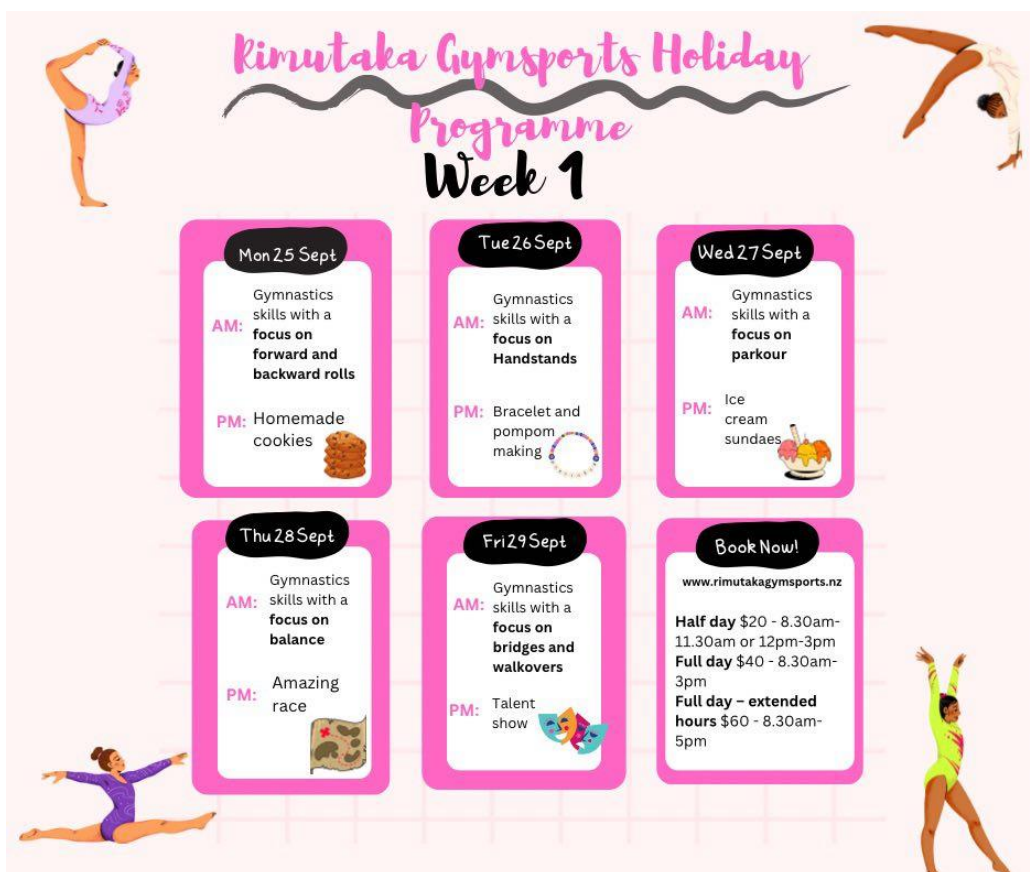 Rimutaka Gymsports Holiday
Programme
Week 1
Mon 25 Sept
AM:
Gymnastics
skills with a
focus on
forward and
backward rolls
PM:
Homemade
cookies
Tue 26 Sept
AM:
Gymnastics
skills with a
focus on
Handstands
PM:
Bracelet and
pompom
making
Wed 27 Sept
AM:
Gymnastics
skills with a
focus on
parkour
PM:
Ice
cream
sundaes
Thu 28 Sept
AM:
Gymnastics
skills with a
focus on
balance
PM:
Amazing
race
Fri 29 Sept
AM:
Gymnastics
skills with a
focus on
bridges and
walkovers
PM:
Talent
show
Book Now!
www.rimutakagymsports.nz
Half day $20 - 8.30am-
11.30am or 12pm-3pm
Full day $40 - 8.30am-
3pm
Full day – extended
hours $60 - 8.30am-
5pm